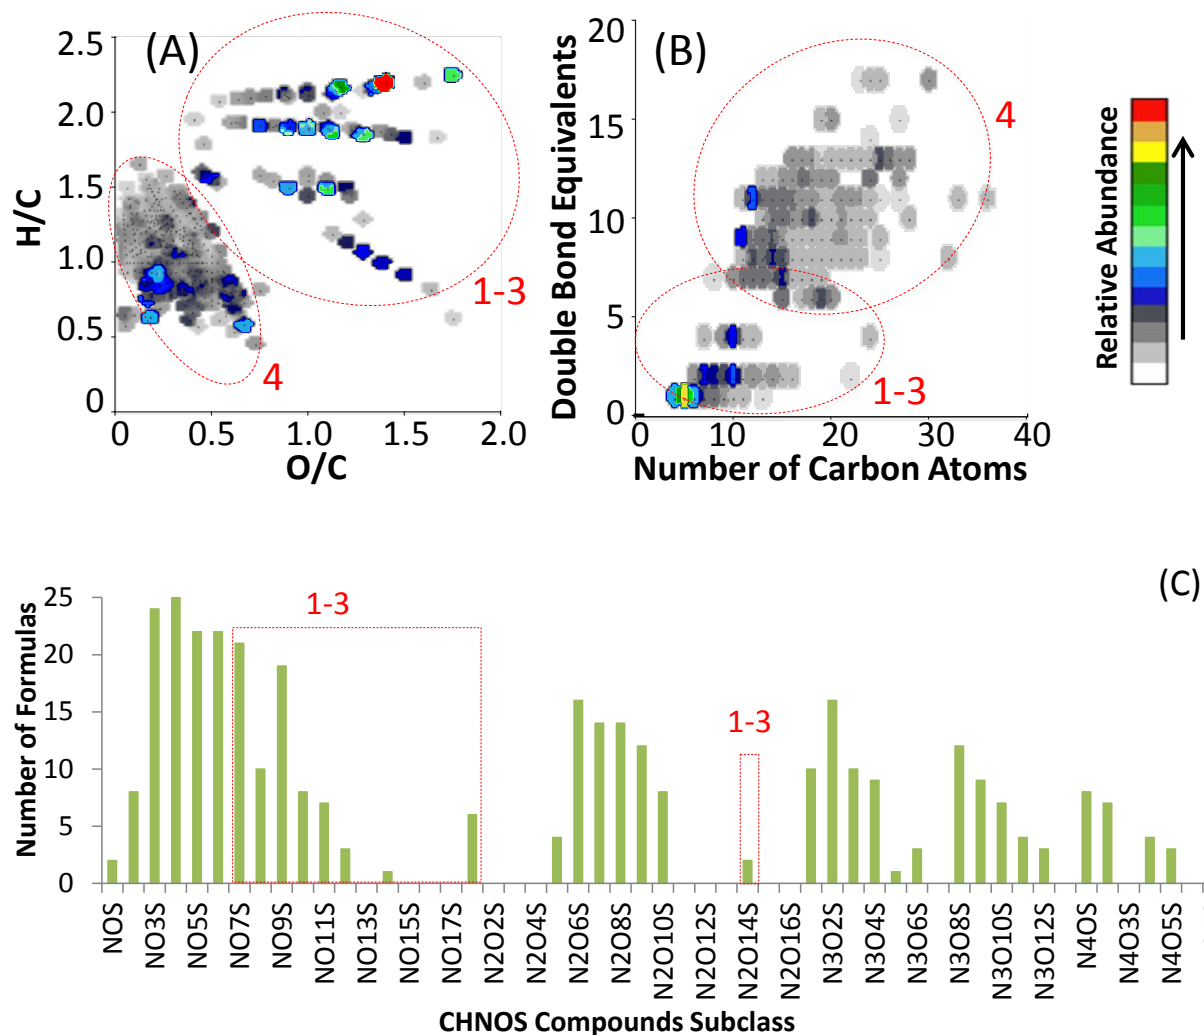 (A)
2.5
2.0
1.5
1.0
0.5
0
H/C
0 0.5 1.0 1.5 2.0
O/C
1-3
4
(B)
20
15
10
5
0
Double Bond Equivalents
0 10 20 30 40
Number of Carbon Atoms
4
1-3
Relative Abundance
(C)
25
20
15
10
5
0
Number of Formulas
1-3
1-3
NOS
NO3S
NO5S
NO7S
NO9S
NO11S
NO13S
NO15S
NO17S
N2O2S
N2O4S
N2O6S
N2O8S
N2O10S
N2O12S
N2O14S
N2O16S
N3O2S
N3O4S
N3O6S
N3O8S
N3O10S
N3O12S
N4OS
N4O3S
N4O5S
CHNOS Compounds Subclass